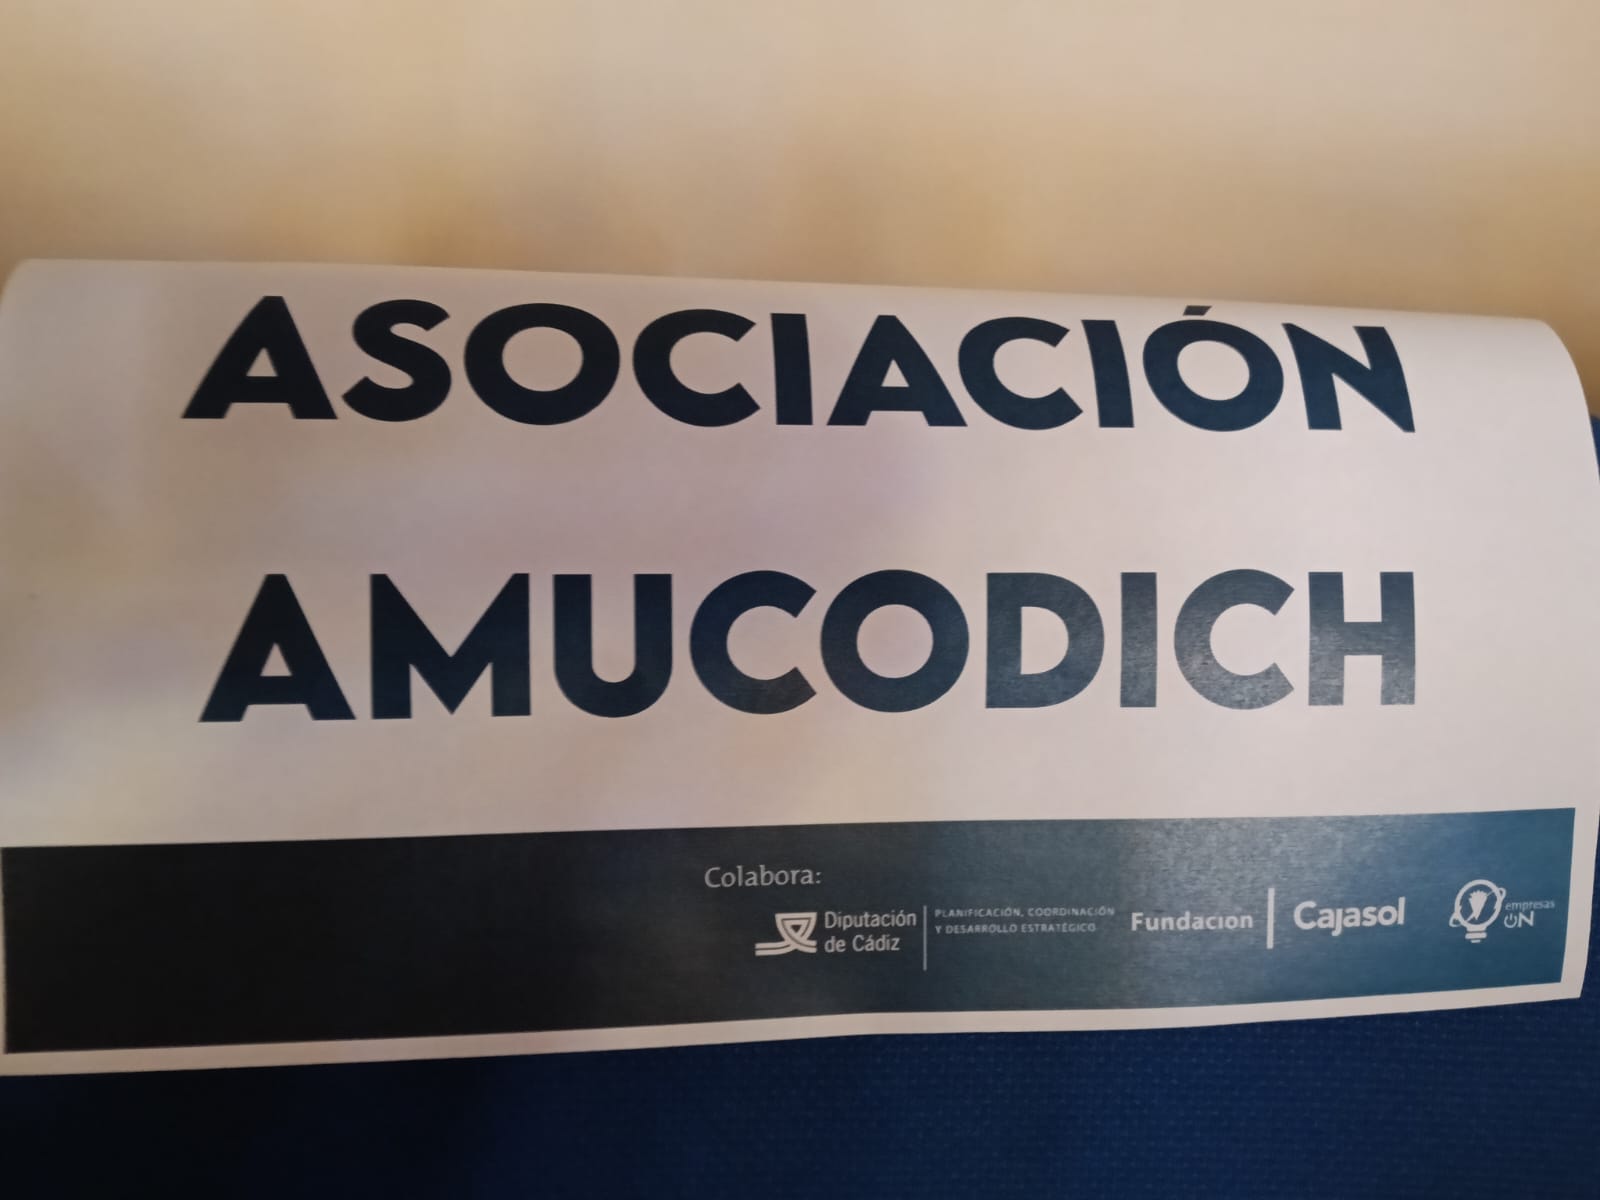 ASOCIACIÓN
AMUCODICH
Colabora:
Diputación
de Cádiz
PLANIFICACIÓN, COORDINACIÓN
Y DESARROLLO ESTRATÉGICO
Fundacion | Cajasol
empresas
ON